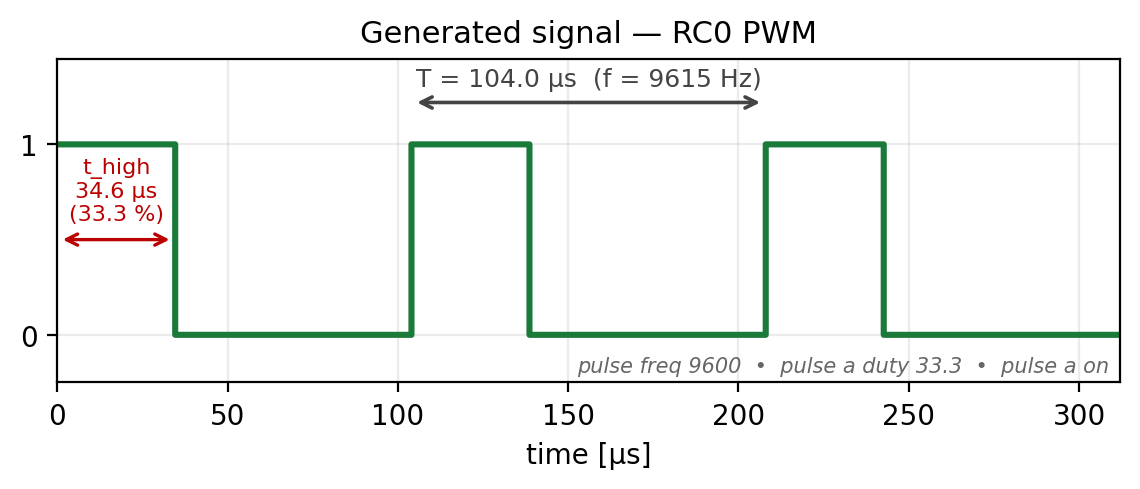 Generated signal — RC0 PWM
T = 104.0 µs  (f = 9615 Hz)
1
t_high
34.6 µs
(33.3 %)
0
pulse freq 9600  •  pulse a duty 33.3  •  pulse a on
0 50 100 150 200 250 300
time [µs]